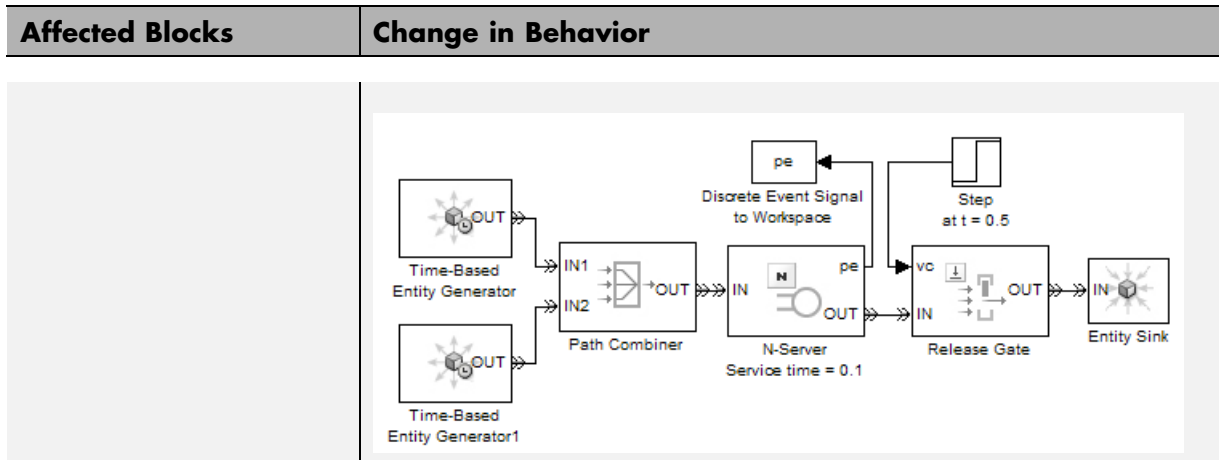 Affected Blocks
Change in Behavior
pe
Discrete Event Signal
to Workspace
Step
at t = 0.5
OUT
Time-Based
Entity Generator
IN1
IN2
OUT
Path Combiner
IN
N
pe
OUT
N-Server
Service time = 0.1
vc
IN
OUT
Release Gate
IN
Entity Sink
OUT
Time-Based
Entity Generator1